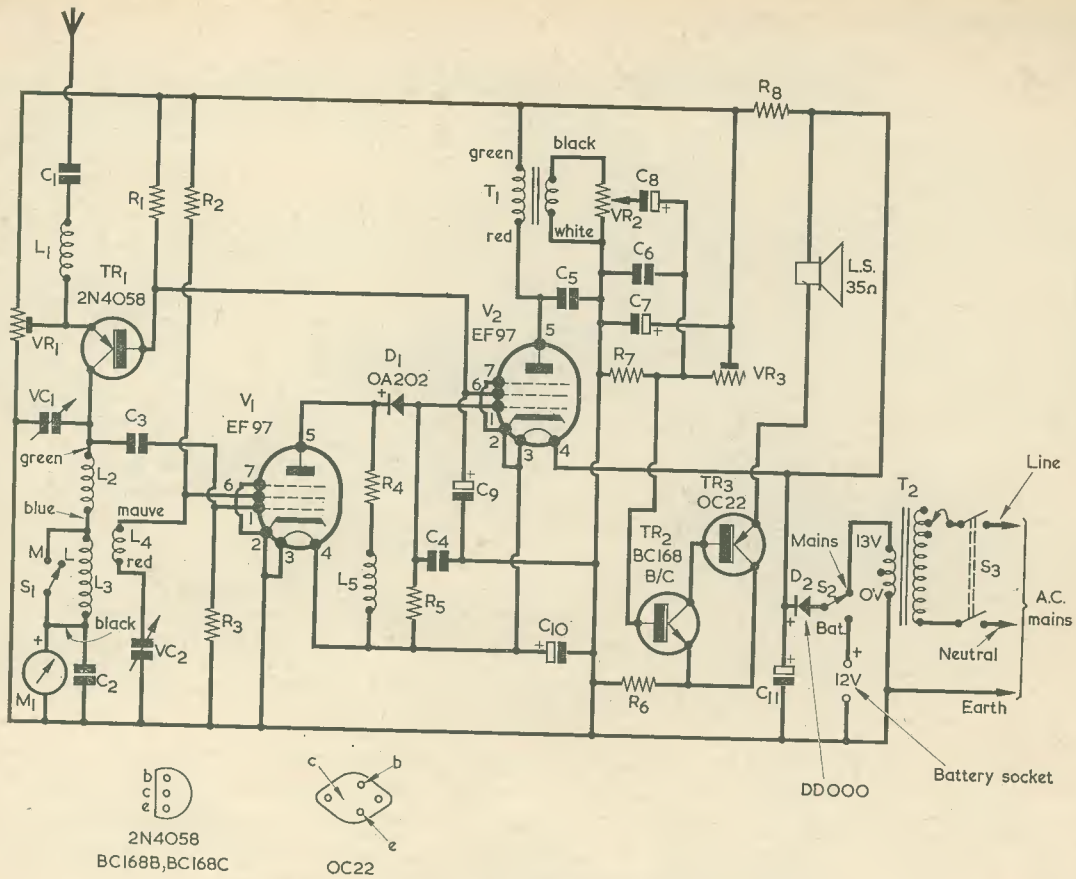 R8
green
black
C8
+
T1
VR2
red
white
C1
R1
R2
L1
TR1
2N4058
C6
C5
C7
+
L.S.
35Ω
V2
EF97
5
VR1
D1
OA202
+
7
6
1
2
3
4
R7
VR3
VC1
C3
V1
EF97
5
green
L2
7
6
1
2
3
4
R4
+
C9
TR3
OC22
Line
T2
blue
mauve
M
L
L4
red
S1
L3
TR2
BC168
B/C
Mains
13V
D2
S2
O'V
S3
A.C.
mains
C4
L5
R5
black
R3
+
Bat.
+
Neutral
+
M1
C2
VC2
C10
+
R6
+
C11
12V
Earth
Battery socket
DD000
b
c
e
c
b
e
2N4058
BC168B,BC168C
OC22